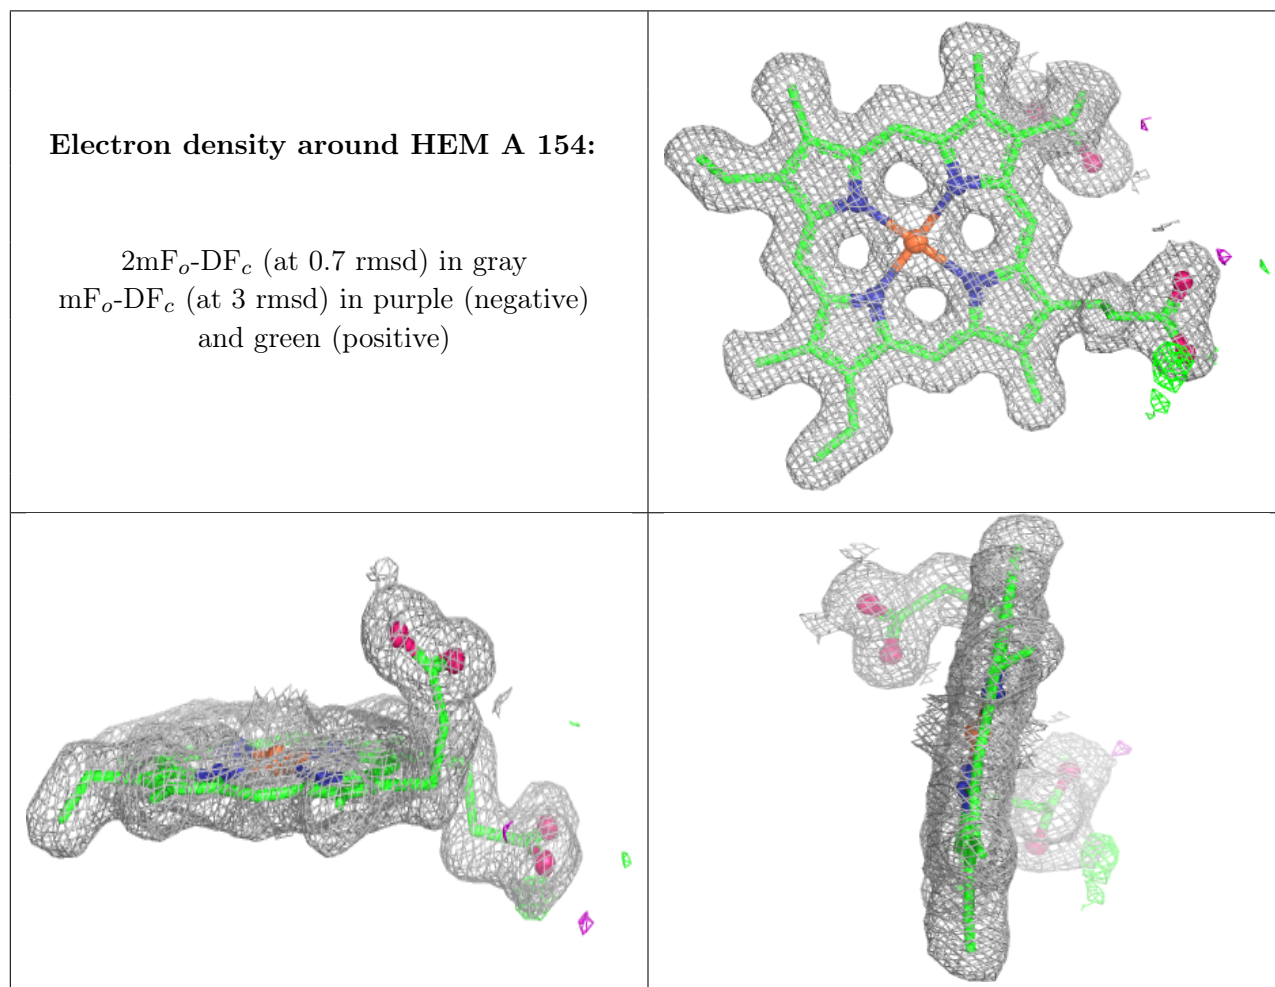 Electron density around HEM A 154:
2mFo-DFc (at 0.7 rmsd) in gray
mFo-DFc (at 3 rmsd) in purple (negative)
and green (positive)